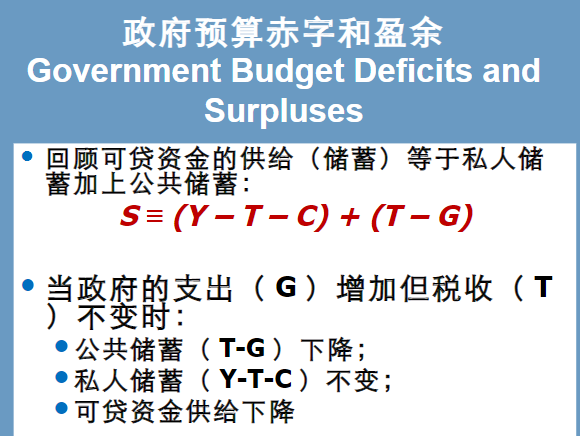 政府预算赤字和盈余
Government Budget Deficits and
Surpluses
• 回顾可贷资金的供给（储蓄）等于私人储
蓄加上公共储蓄：
S ≡ (Y – T – C) + (T – G)
• 当政府的支出（ G ）增加但税收（ T
）不变时：
• 公共储蓄（ T-G ）下降；
• 私人储蓄（ Y-T-C ）不变；
• 可贷资金供给下降